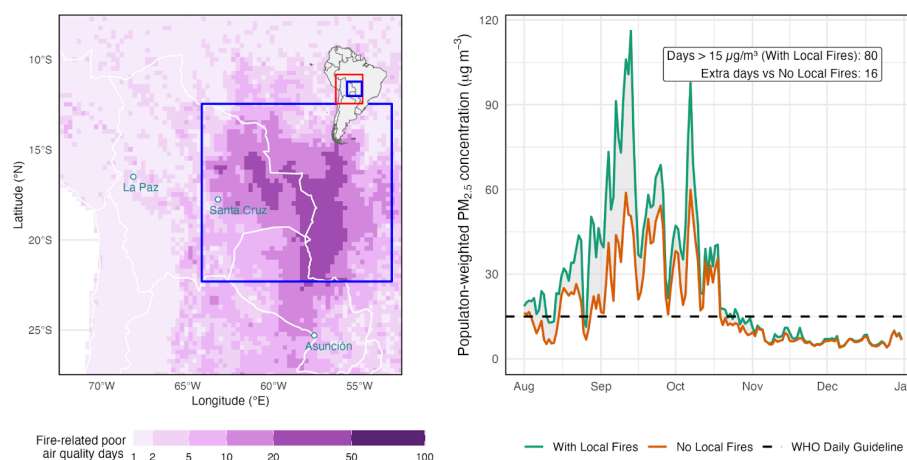 10°S
15°S
20°S
25°S
Latitude (°N)
La Paz
Santa Cruz
Asunción
70°W
65°W
60°W
55°W
Longitude (°E)
Fire-related poor
air quality days
1 2 5 10 20 50 100
Population-weighted PM2.5 concentration (µg m⁻³)
120
90
60
30
0
Days > 15 µg/m³ (With Local Fires): 80
Extra days vs No Local Fires: 16
Aug
Sep
Oct
Nov
Dec
Ja
With Local Fires
No Local Fires
WHO Daily Guideline